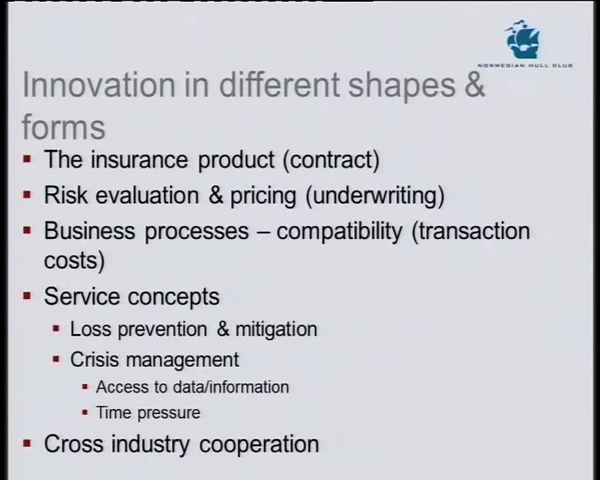 NORWEGIAN HULL CLUB
Innovation in different shapes &
forms
The insurance product (contract)
Risk evaluation & pricing (underwriting)
Business processes – compatibility (transaction
costs)
Service concepts
Loss prevention & mitigation
Crisis management
Access to data/information
Time pressure
Cross industry cooperation